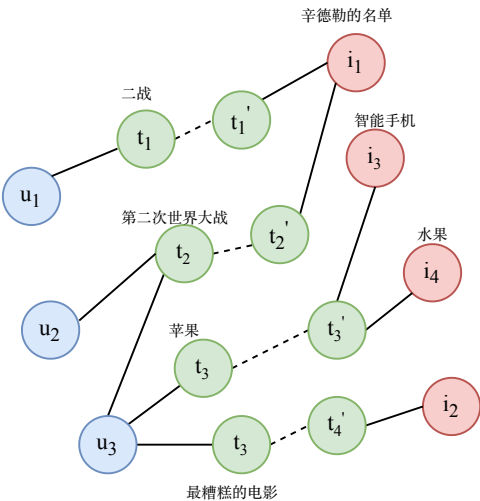 辛德勒的名单
i1
二战
t1
t1'
智能手机
i3
u1
第二次世界大战
t2
t2'
水果
i4
u2
苹果
t3
t3'
i2
u3
t3
t4'
最糟糕的电影